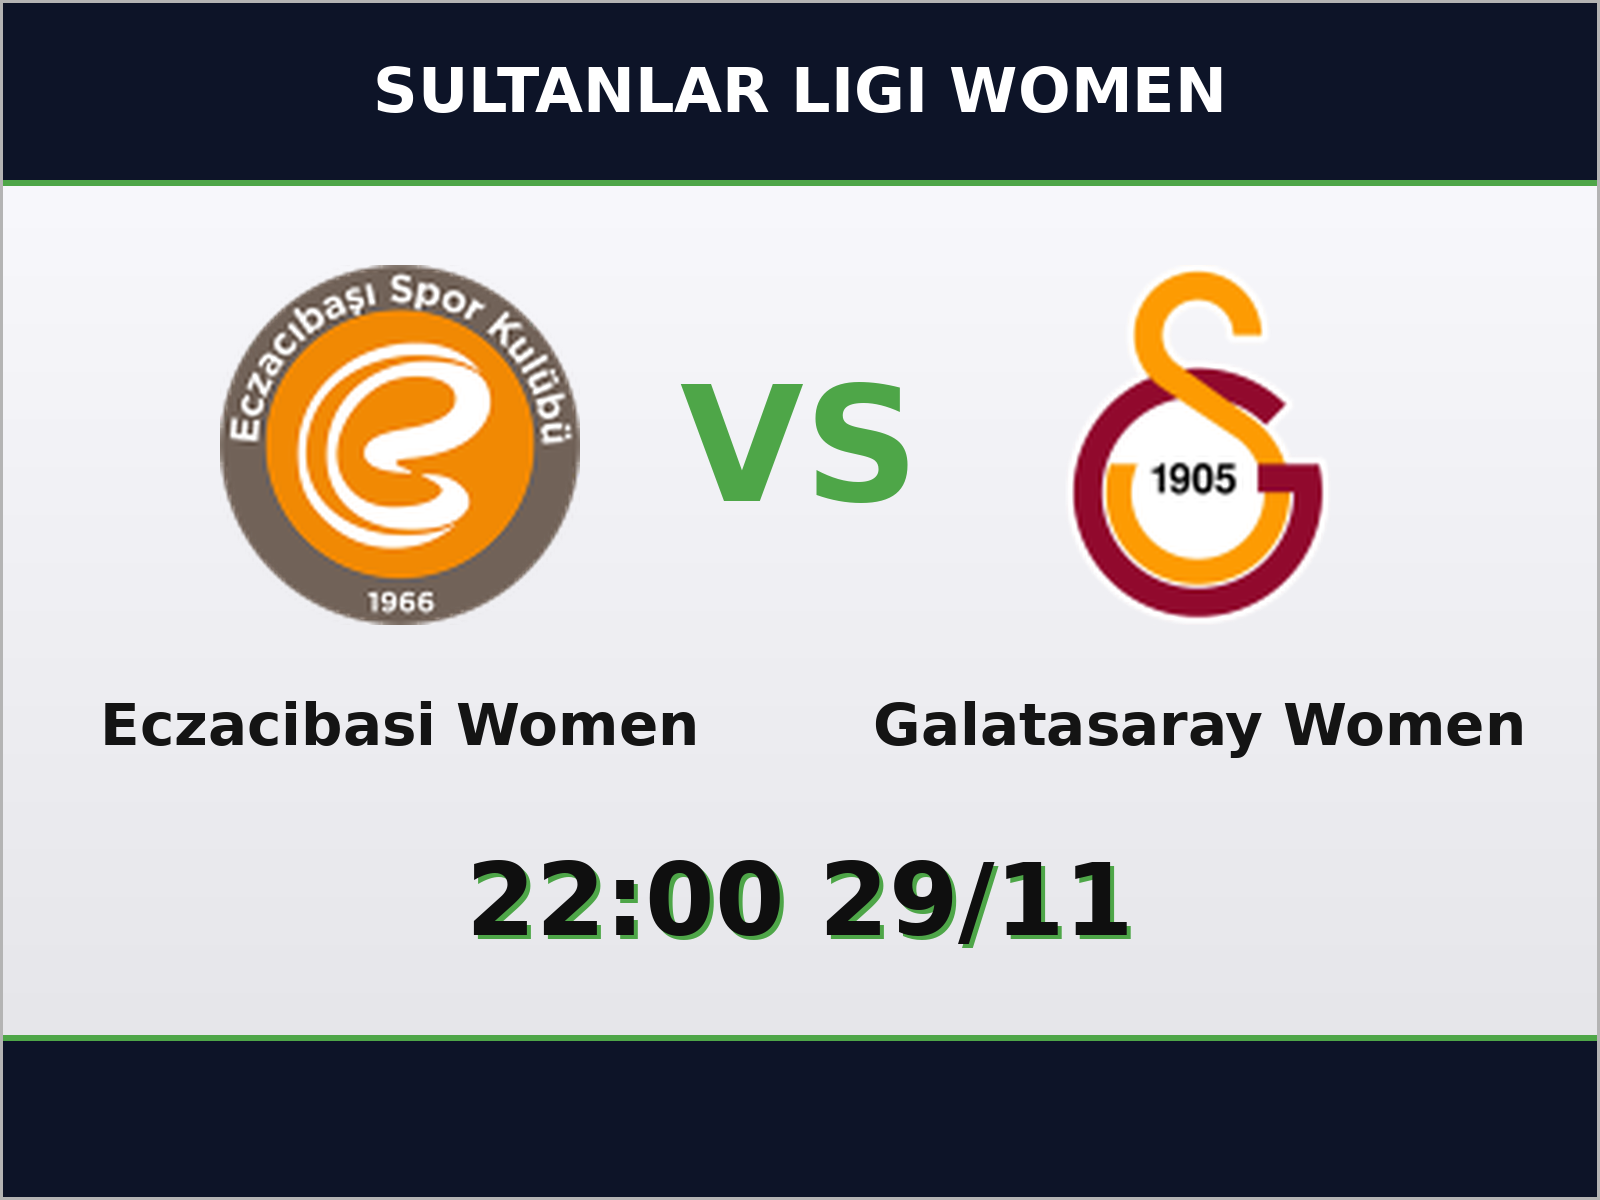 SULTANLAR LIGI WOMEN
Eczacıbaşı Spor Kulübü
1966
VS
1905
Eczacibasi Women
Galatasaray Women
22:00 29/11